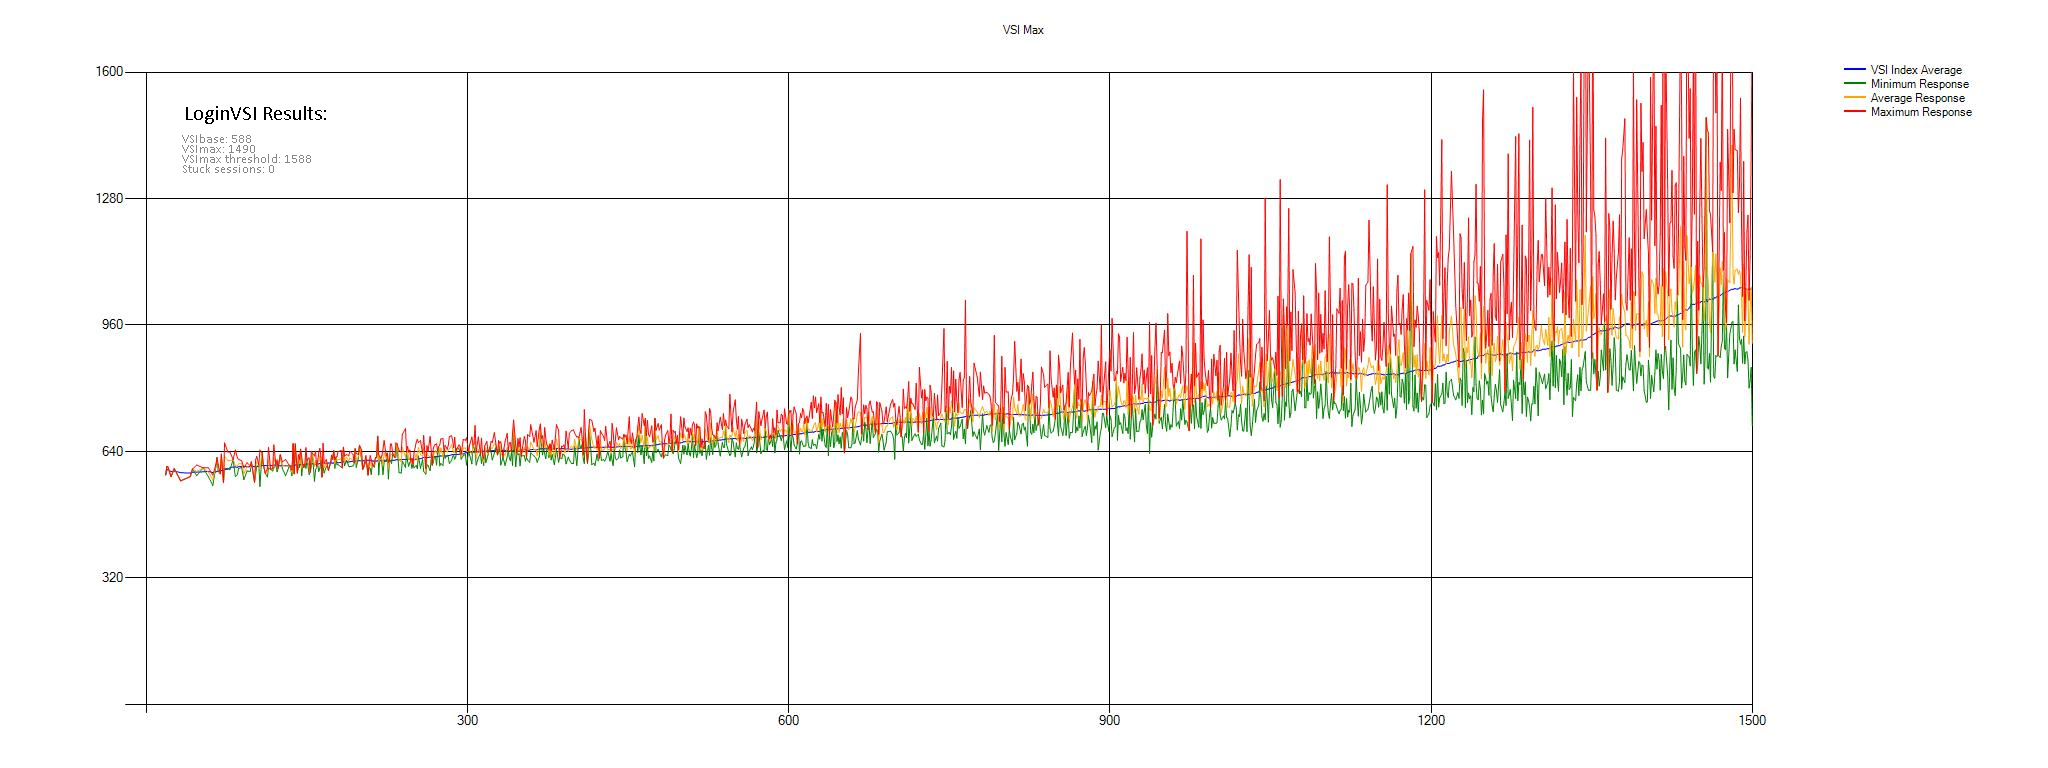 VSI Max
1600
1280
960
640
320
LoginVSI Results:
VSIbase: 588
VSImax: 1490
VSImax threshold: 1588
Stuck sessions: 0
VSI Index Average
Minimum Response
Average Response
Maximum Response
300
600
900
1200
1500